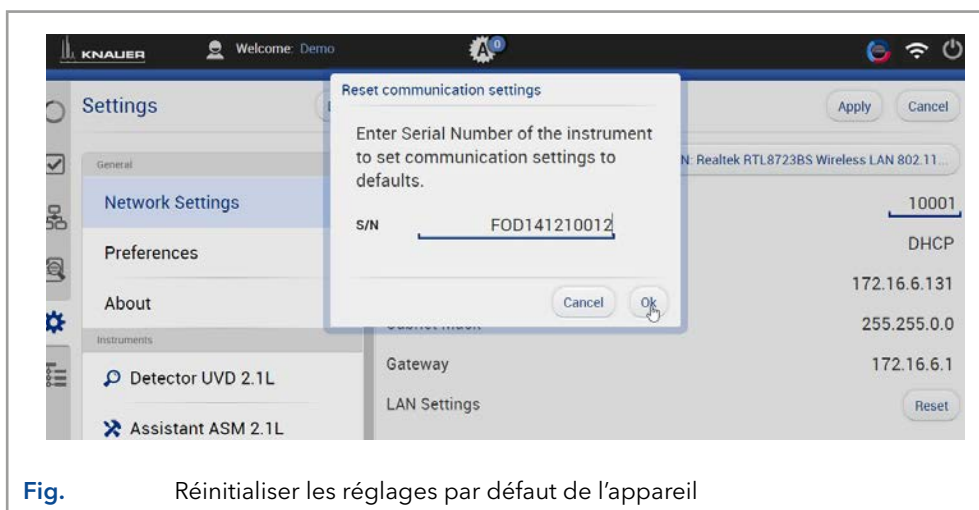 KNAUER
Welcome: Demo
A 0
Settings
Apply
Cancel
Reset communication settings
Enter Serial Number of the instrument
to set communication settings to
defaults.
S/N FOD141210012
Cancel
Ok
General
Network Settings
Preferences
About
Instruments
Detector UVD 2.1L
Assistant ASM 2.1L
N: Realtek RTL8723BS Wireless LAN 802.11...
10001
DHCP
172.16.6.131
255.255.0.0
Gateway 172.16.6.1
LAN Settings Reset
Fig. Réinitialiser les réglages par défaut de l'appareil